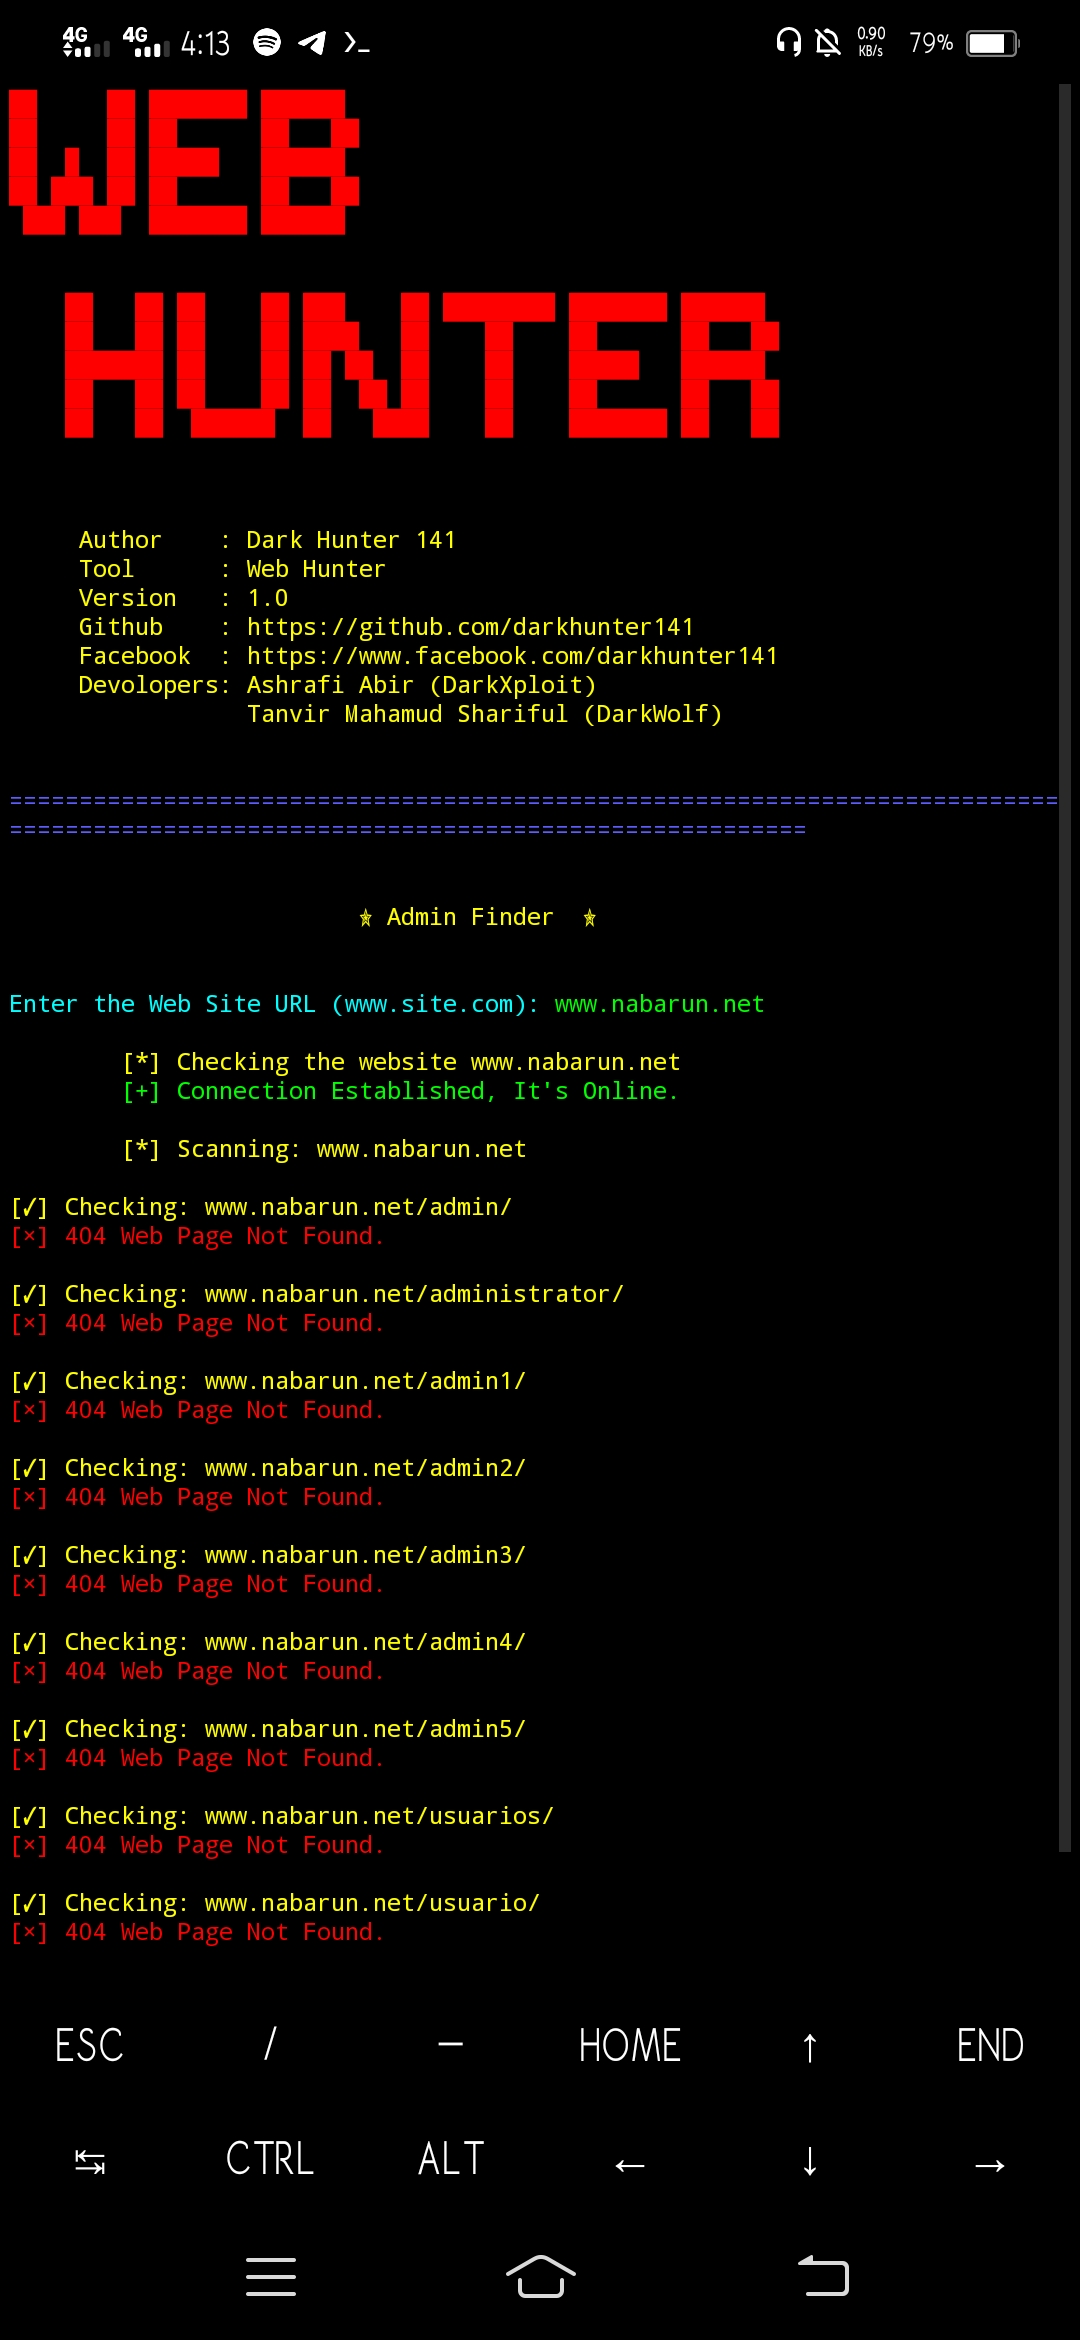 4G 4G 4:13 0.90 KB/s 79%
WEB
HUNTER
Author : Dark Hunter 141
Tool : Web Hunter
Version : 1.0
Github : https://github.com/darkhunter141
Facebook : https://www.facebook.com/darkhunter141
Devolopers: Ashrafi Abir (DarkXploit)
Tanvir Mahamud Shariful (DarkWolf)
===========================================================================
=========================================================
✯ Admin Finder ✯
Enter the Web Site URL (www.site.com): www.nabarun.net
[*] Checking the website www.nabarun.net
[+] Connection Established, It's Online.
[*] Scanning: www.nabarun.net
[✓] Checking: www.nabarun.net/admin/
[×] 404 Web Page Not Found.
[✓] Checking: www.nabarun.net/administrator/
[×] 404 Web Page Not Found.
[✓] Checking: www.nabarun.net/admin1/
[×] 404 Web Page Not Found.
[✓] Checking: www.nabarun.net/admin2/
[×] 404 Web Page Not Found.
[✓] Checking: www.nabarun.net/admin3/
[×] 404 Web Page Not Found.
[✓] Checking: www.nabarun.net/admin4/
[×] 404 Web Page Not Found.
[✓] Checking: www.nabarun.net/admin5/
[×] 404 Web Page Not Found.
[✓] Checking: www.nabarun.net/usuarios/
[×] 404 Web Page Not Found.
[✓] Checking: www.nabarun.net/usuario/
[×] 404 Web Page Not Found.
ESC / — HOME ↑ END
↹ CTRL ALT ← ↓ →